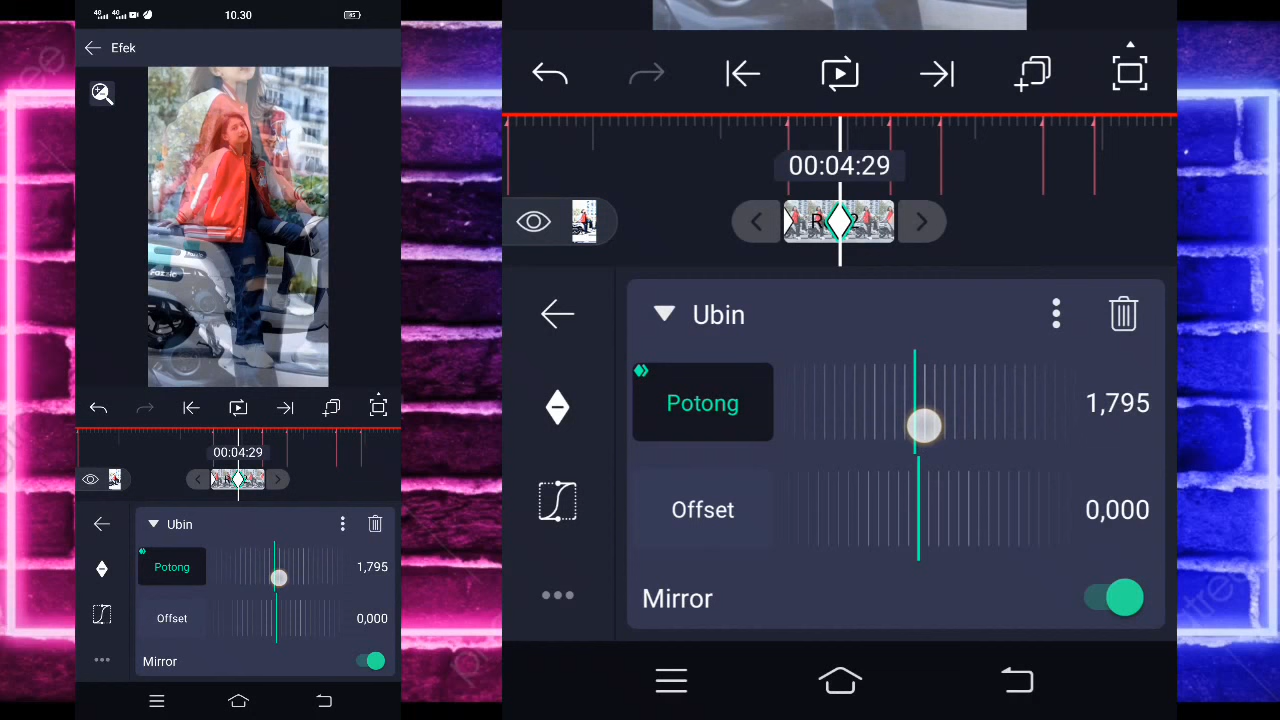 10.30
Efek
00:04:29
Ubin
Potong
1,795
Offset
0,000
Mirror
00:04:29
R
2
Ubin
Potong
1,795
Offset
0,000
Mirror